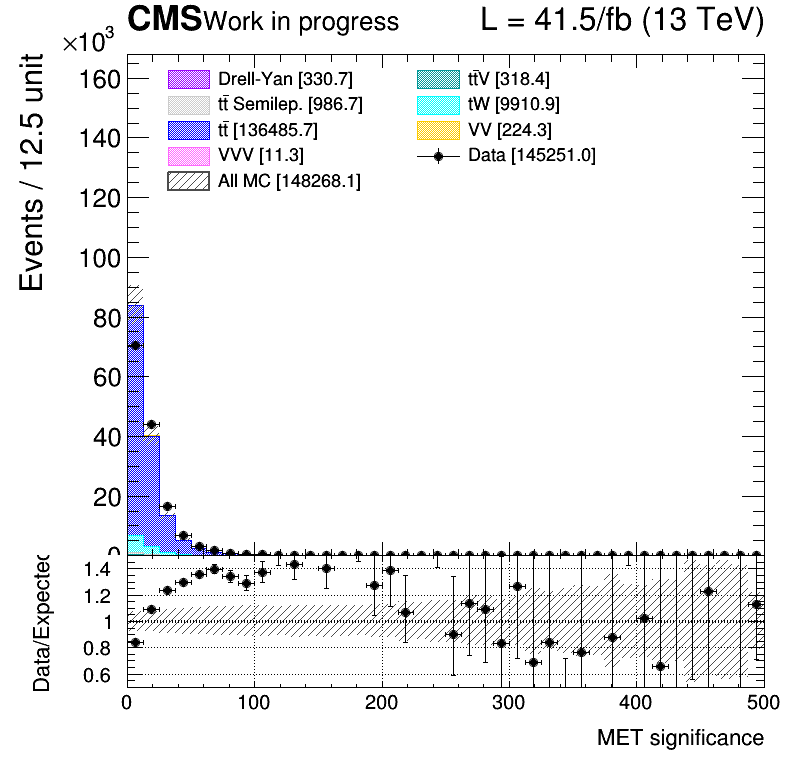 CMS Work in progress L = 41.5/fb (13 TeV)
×10³
Events / 12.5 unit
160
140
120
100
80
60
40
20
0
Drell-Yan [330.7]
tt̄ Semilep. [986.7]
tt̄ [136485.7]
VVV [11.3]
All MC [148268.1]
tt̄V [318.4]
tW [9910.9]
VV [224.3]
Data [145251.0]
Data/Expected
1.4
1.2
1
0.8
0.6
0 100 200 300 400 500
MET significance